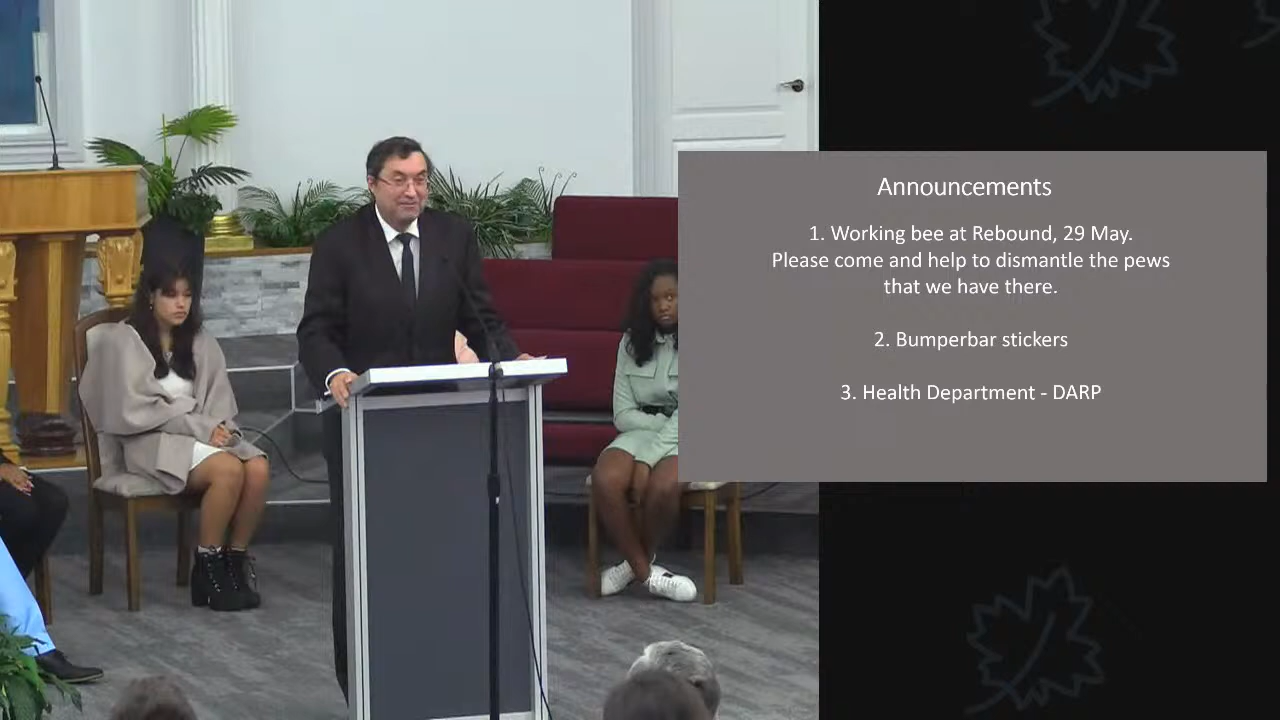 Announcements
1. Working bee at Rebound, 29 May.
Please come and help to dismantle the pews
that we have there.
2. Bumperbar stickers
3. Health Department - DARP